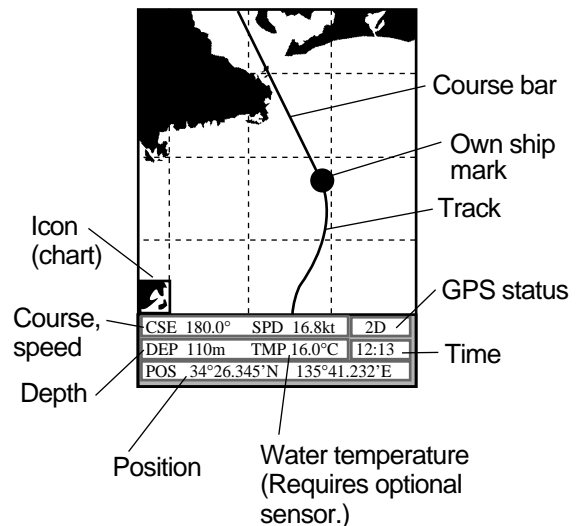 Course bar
Own ship
mark
Track
Icon
(chart)
GPS status
Course,
speed
CSE 180.0° SPD 16.8kt 2D
DEP 110m TMP 16.0°C 12:13
POS 34°26.345’N 135°41.232’E
Time
Depth
Position
Water temperature
(Requires optional
sensor.)